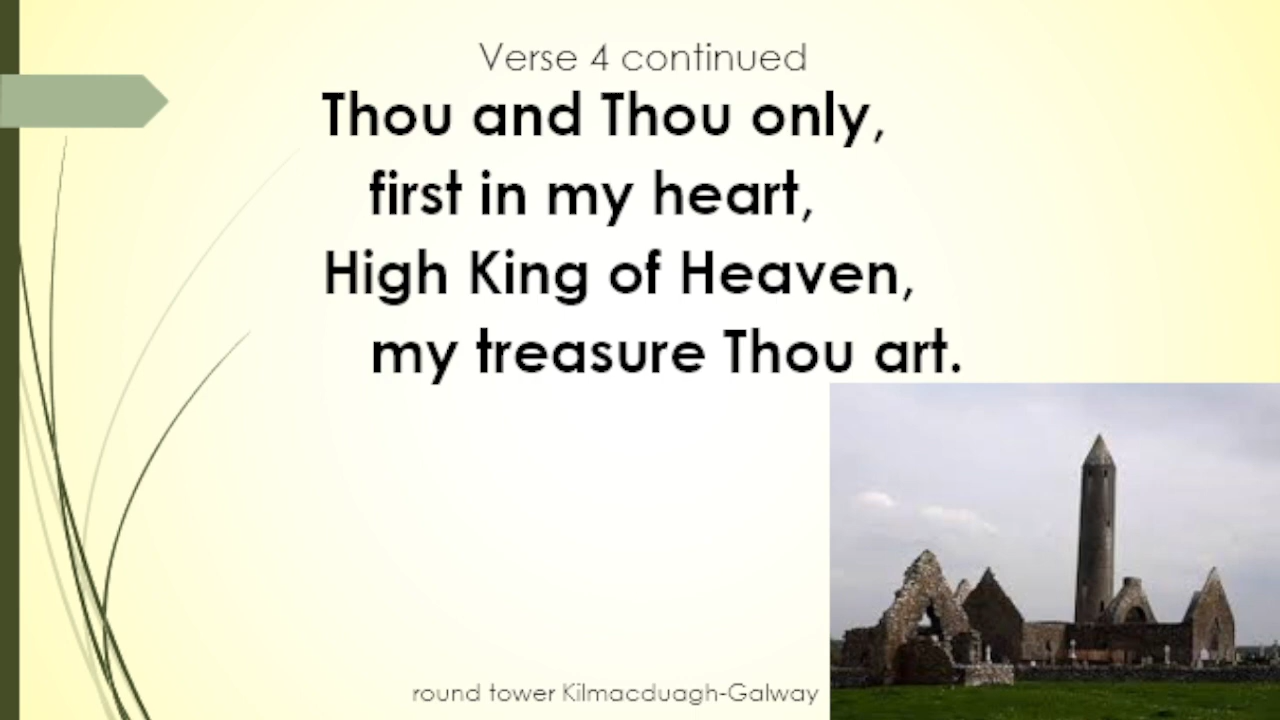 Verse 4 continued
Thou and Thou only,
first in my heart,
High King of Heaven,
my treasure Thou art.
round tower Kilmacduagh-Galway